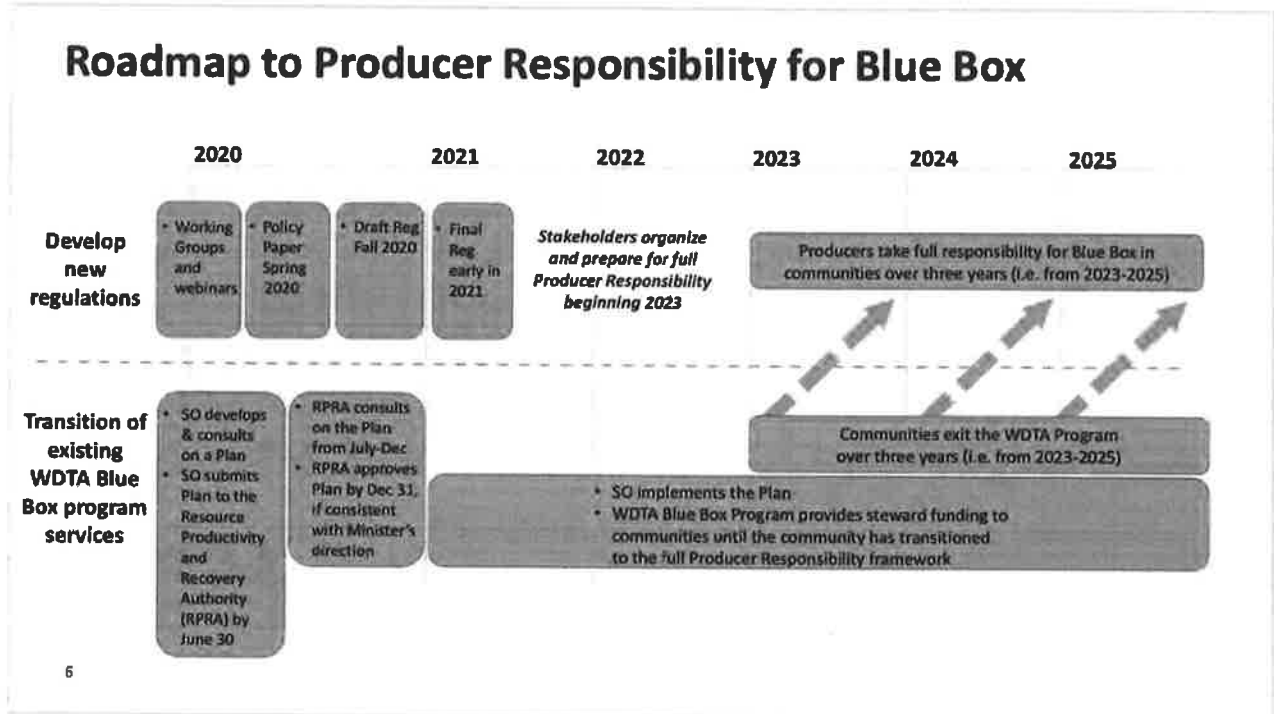 Roadmap to Producer Responsibility for Blue Box
2020
2021
2022
2023
2024
2025
Develop
new
regulations
• Working
Groups
and
webinars
• Policy
Paper
Spring
2020
• Draft Reg
Fall 2020
• Final
Reg
early in
2021
Stakeholders organize
and prepare for full
Producer Responsibility
beginning 2023
Producers take full responsibility for Blue Box in
communities over three years (i.e. from 2023-2025)
Transition of
existing
WDTA Blue
Box program
services
• SO develops
& consults
on a Plan
• SO submits
Plan to the
Resource
Productivity
and
Recovery
Authority
(RPRA) by
June 30
• RPRA consults
on the Plan
from July-Dec
• RPRA approves
Plan by Dec 31,
if consistent
with Minister's
direction
Communities exit the WDTA Program
over three years (i.e. from 2023-2025)
• SO implements the Plan
• WDTA Blue Box Program provides steward funding to
communities until the community has transitioned
to the full Producer Responsibility framework
6